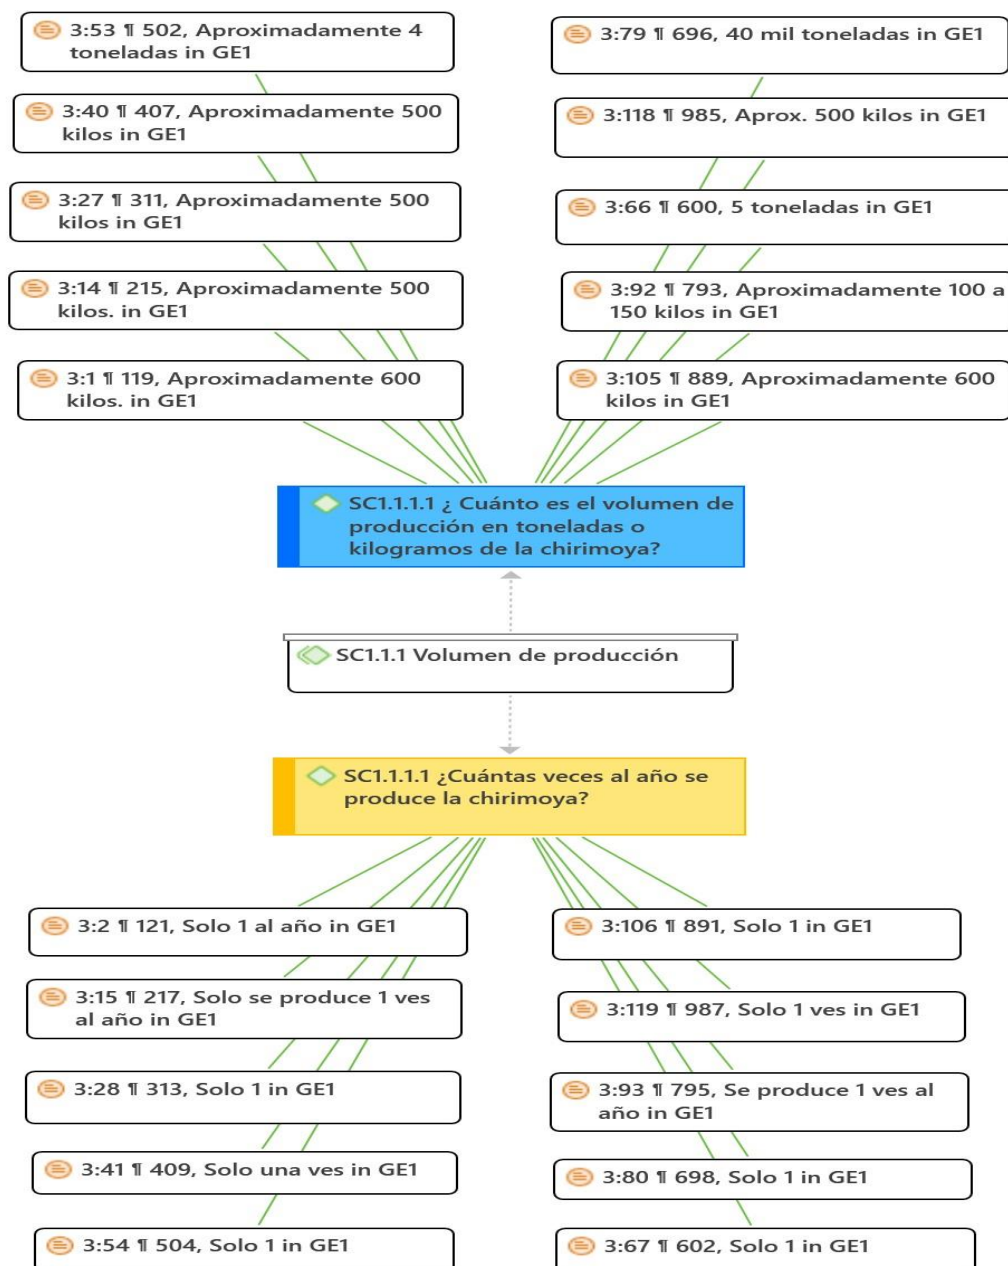 3:53 ¶ 502, Aproximadamente 4
toneladas in GE1
3:79 ¶ 696, 40 mil toneladas in GE1
3:40 ¶ 407, Aproximadamente 500
kilos in GE1
3:118 ¶ 985, Aprox. 500 kilos in GE1
3:27 ¶ 311, Aproximadamente 500
kilos in GE1
3:66 ¶ 600, 5 toneladas in GE1
3:14 ¶ 215, Aproximadamente 500
kilos. in GE1
3:92 ¶ 793, Aproximadamente 100 a
150 kilos in GE1
3:1 ¶ 119, Aproximadamente 600
kilos. in GE1
3:105 ¶ 889, Aproximadamente 600
kilos in GE1
SC1.1.1.1 ¿ Cuánto es el volumen de
producción en toneladas o
kilogramos de la chirimoya?
SC1.1.1 Volumen de producción
SC1.1.1.1 ¿Cuántas veces al año se
produce la chirimoya?
3:2 ¶ 121, Solo 1 al año in GE1
3:106 ¶ 891, Solo 1 in GE1
3:15 ¶ 217, Solo se produce 1 ves
al año in GE1
3:119 ¶ 987, Solo 1 ves in GE1
3:28 ¶ 313, Solo 1 in GE1
3:93 ¶ 795, Se produce 1 ves al
año in GE1
3:41 ¶ 409, Solo una ves in GE1
3:80 ¶ 698, Solo 1 in GE1
3:54 ¶ 504, Solo 1 in GE1
3:67 ¶ 602, Solo 1 in GE1